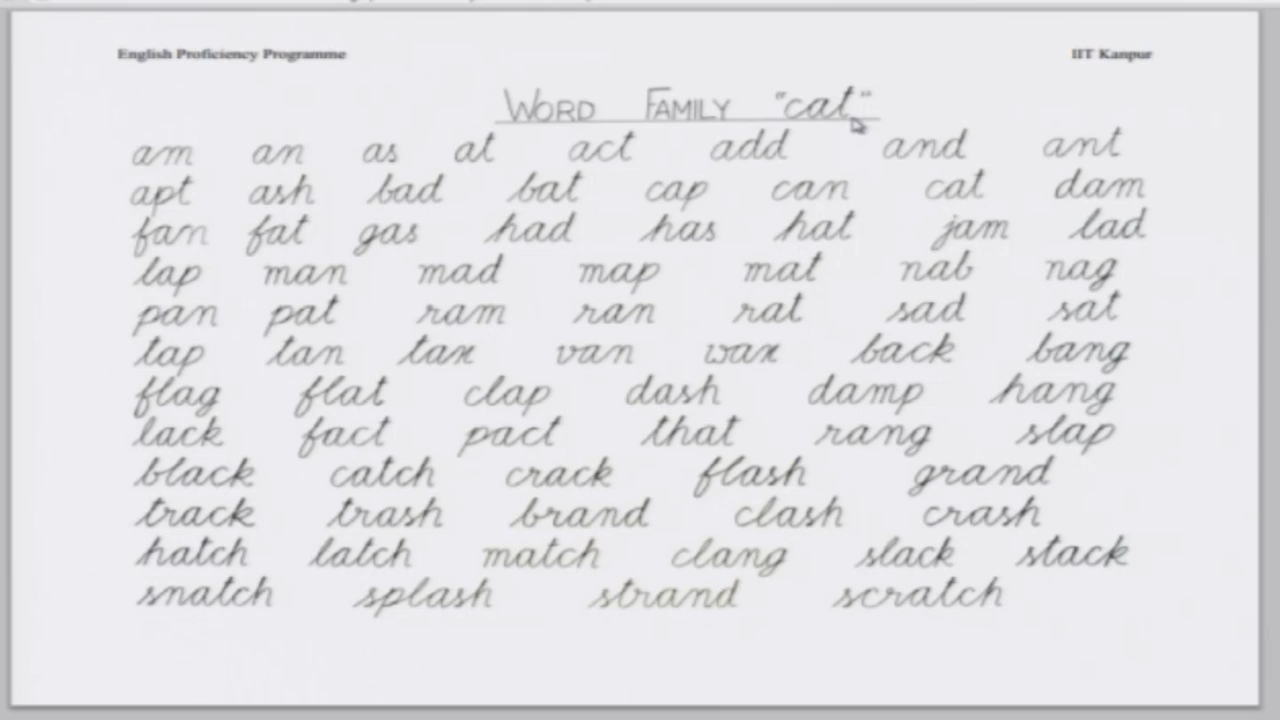 English Proficiency Programme IIT Kanpur
WORD FAMILY "cat"
am an as at act add and ant
apt ash bad bat cap can cat dam
fan fat gas had has hat jam lad
lap man mad map mat nab nag
pan pat ram ran rat sad sat
tap tan tax van wax back bang
flag flat clap dash damp hang
lack fact pact that rang slap
black catch crack flash grand
track trash brand clash crash
hatch latch match clang slack stack
snatch splash strand scratch